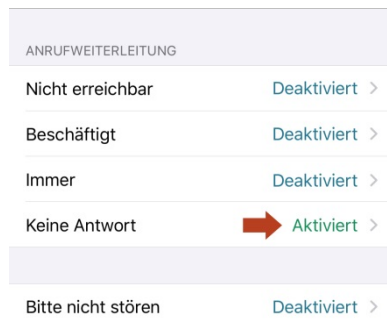 ANRUFWEITERLEITUNG
Nicht erreichbar Deaktiviert
Beschäftigt Deaktiviert
Immer Deaktiviert
Keine Antwort Aktiviert
Bitte nicht stören Deaktiviert